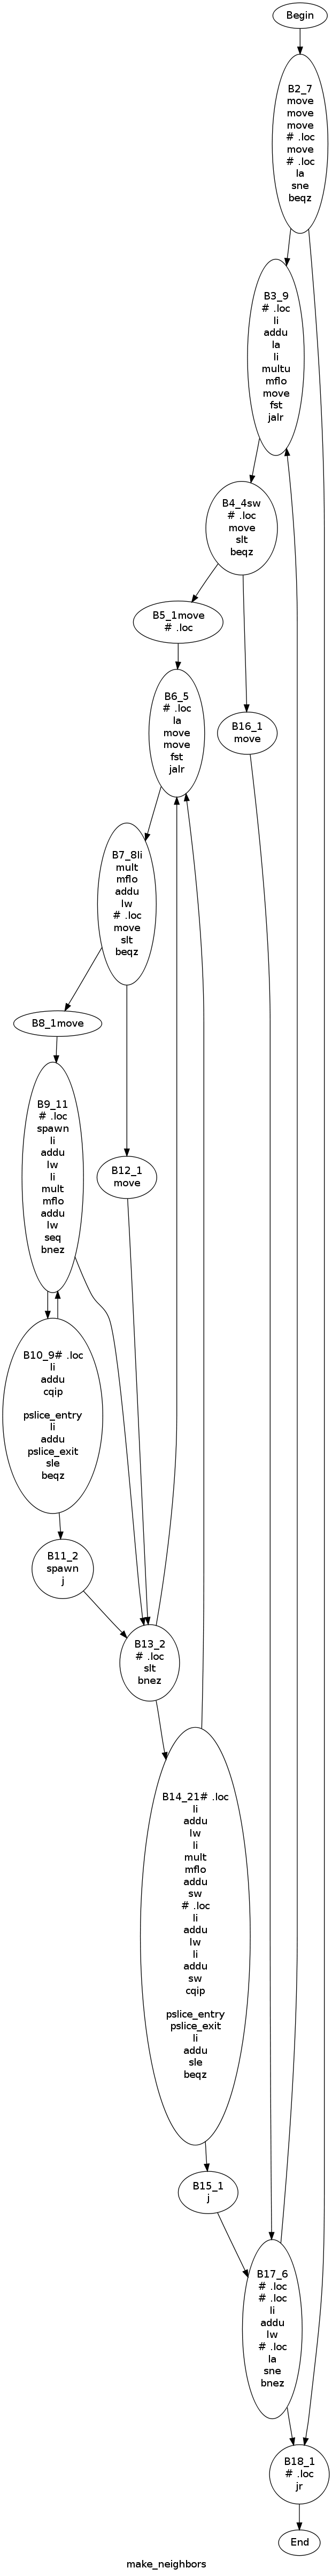 Begin
B2_7
move
move
move
# .loc
move
# .loc
la
sne
beqz
B3_9
# .loc
li
addu
la
li
multu
mflo
move
fst
jalr
B4_4sw
# .loc
move
slt
beqz
B5_1move
# .loc
B6_5
# .loc
la
move
move
fst
jalr
B16_1
move
B7_8li
mult
mflo
addu
lw
# .loc
move
slt
beqz
B8_1move
B9_11
# .loc
spawn
li
addu
lw
li
mult
mflo
addu
lw
seq
bnez
B12_1
move
B10_9# .loc
li
addu
cqip
pslice_entry
li
addu
pslice_exit
sle
beqz
B11_2
spawn
j
B13_2
# .loc
slt
bnez
B14_21# .loc
li
addu
lw
li
mult
mflo
addu
sw
# .loc
li
addu
lw
li
addu
sw
cqip
pslice_entry
pslice_exit
li
addu
sle
beqz
B15_1
j
B17_6
# .loc
# .loc
li
addu
lw
# .loc
la
sne
bnez
B18_1
# .loc
jr
End
make_neighbors